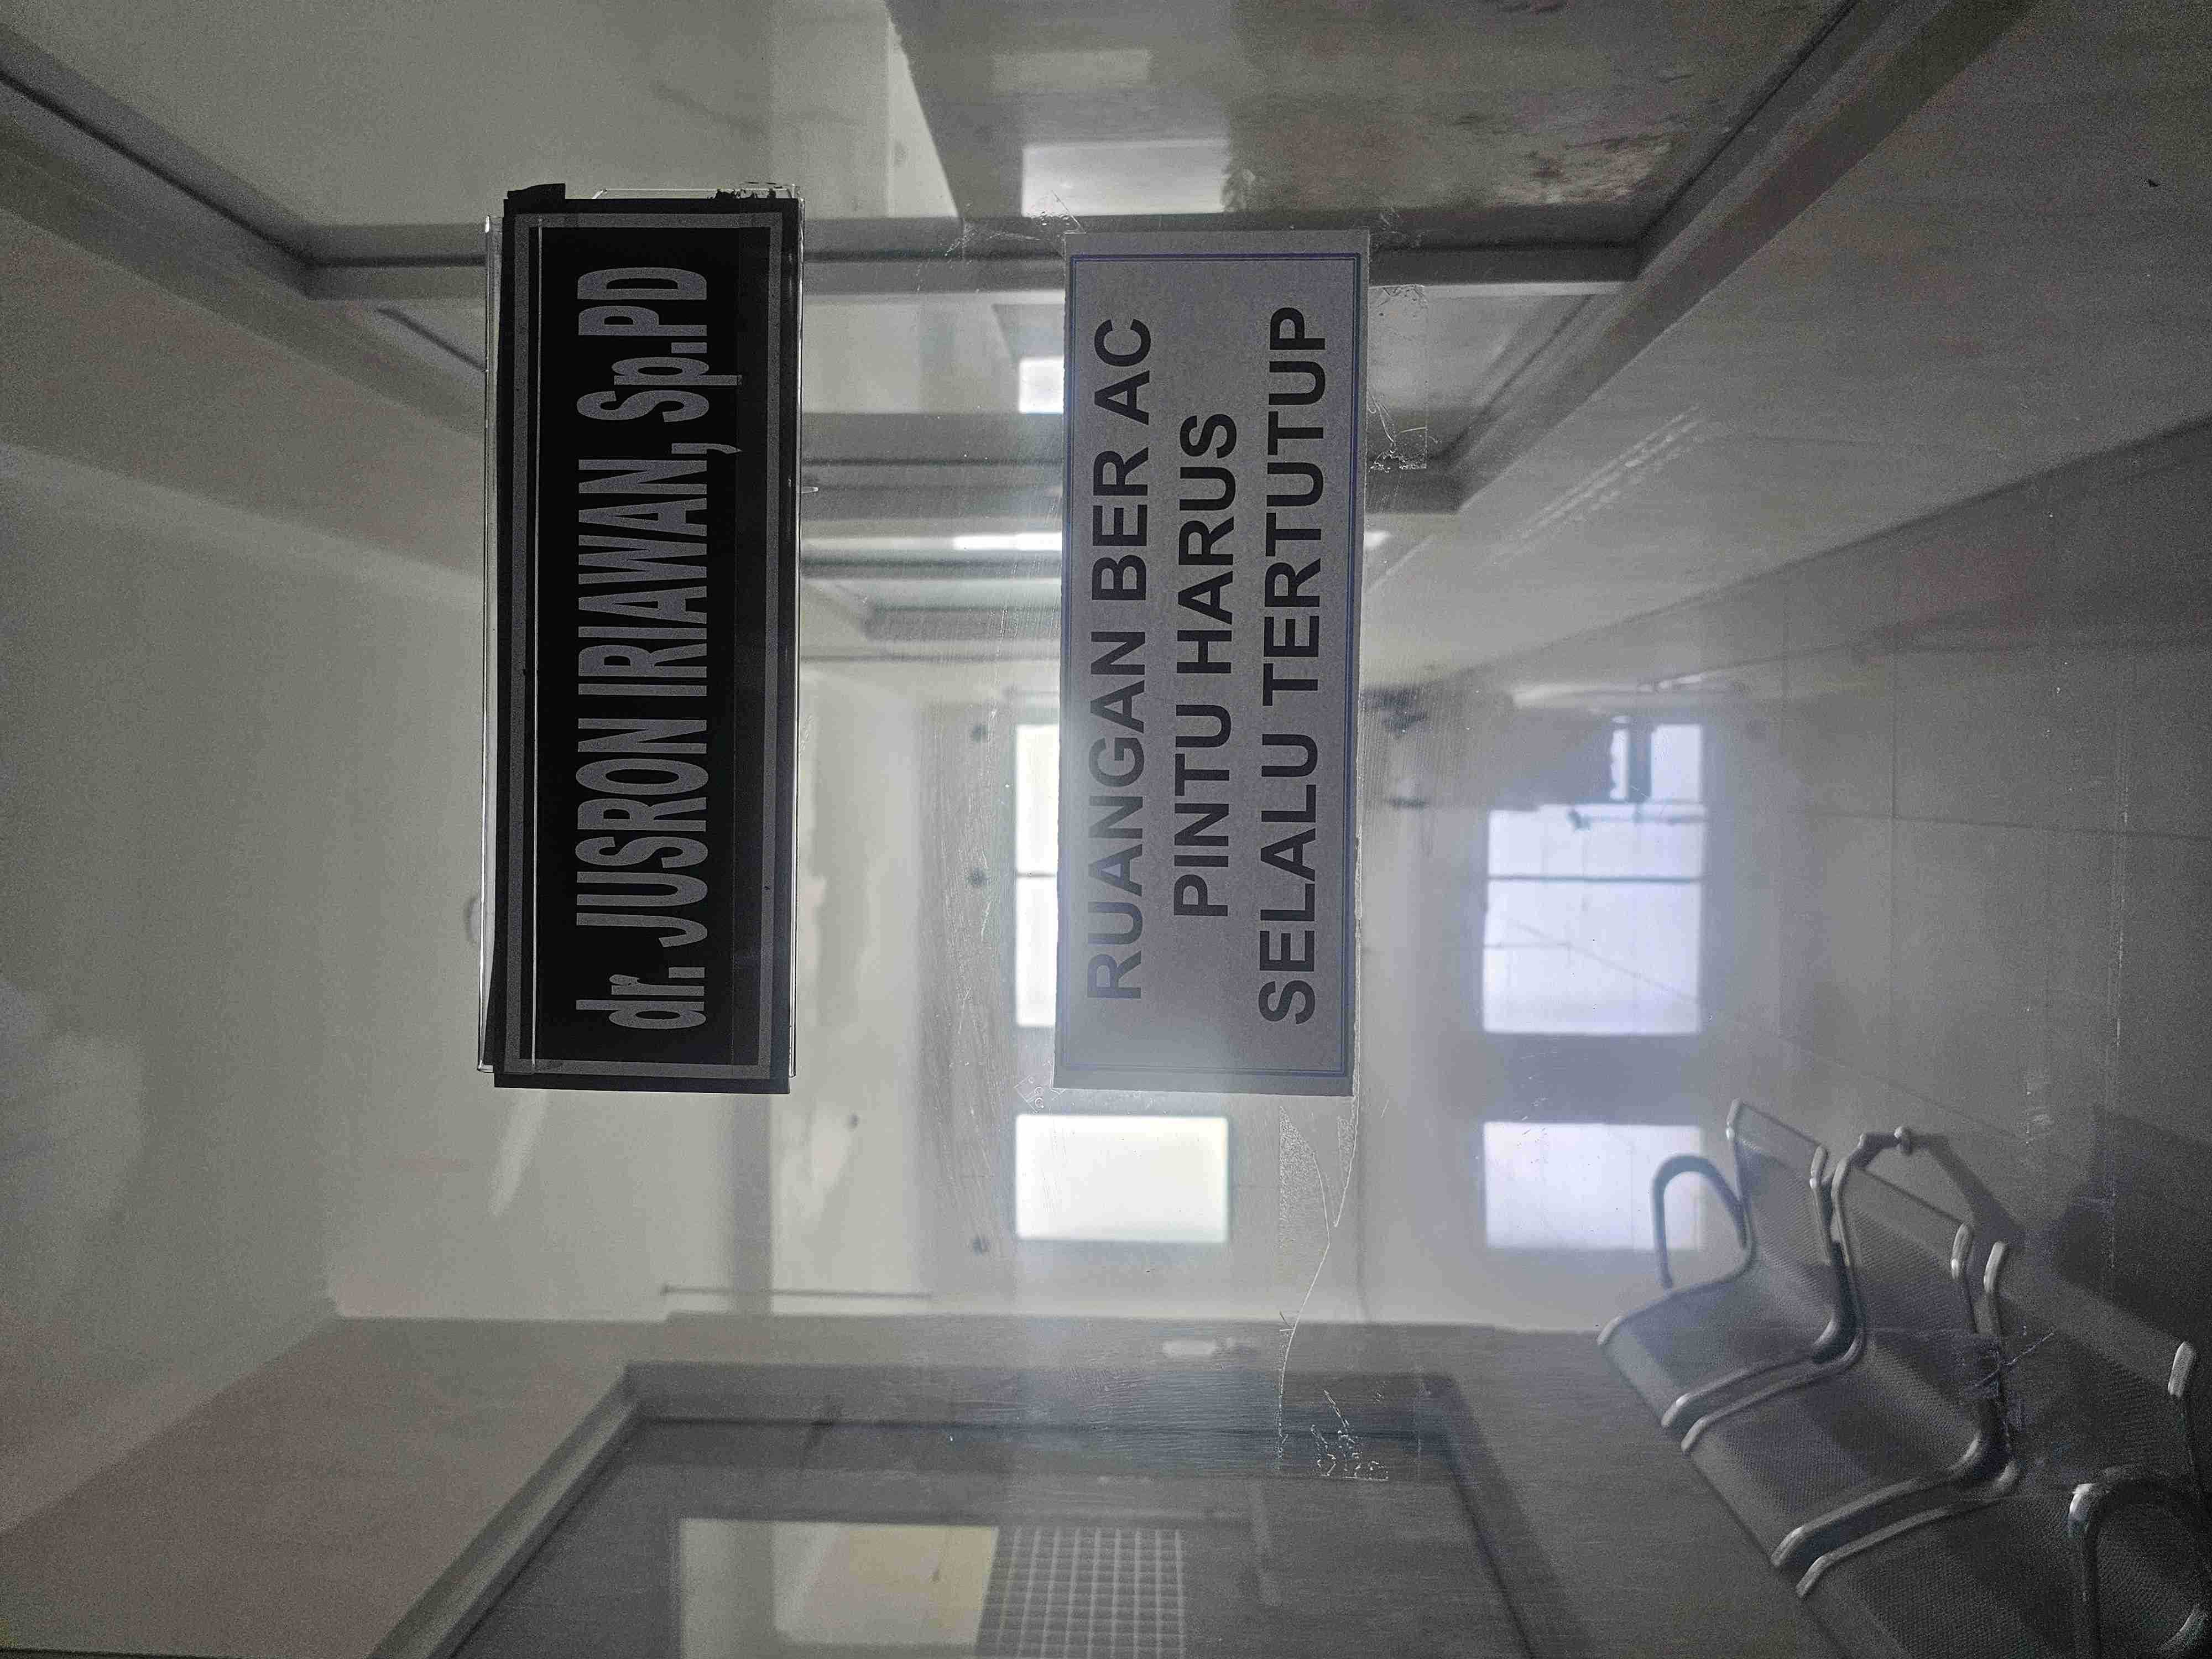 dr. JUSRON IRIAWAN, Sp.PD
RUANGAN BER AC
PINTU HARUS
SELALU TERTUTUP